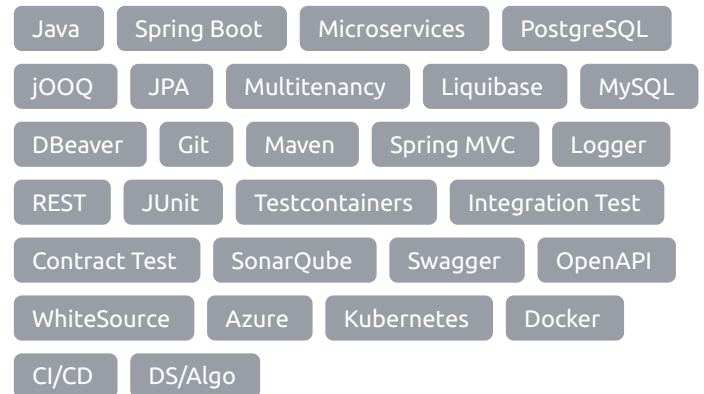 Java Spring Boot Microservices PostgreSQL
jOOQ JPA Multitenancy Liquibase MySQL
DBeaver Git Maven Spring MVC Logger
REST JUnit Testcontainers Integration Test
Contract Test SonarQube Swagger OpenAPI
WhiteSource Azure Kubernetes Docker
CI/CD DS/Algo